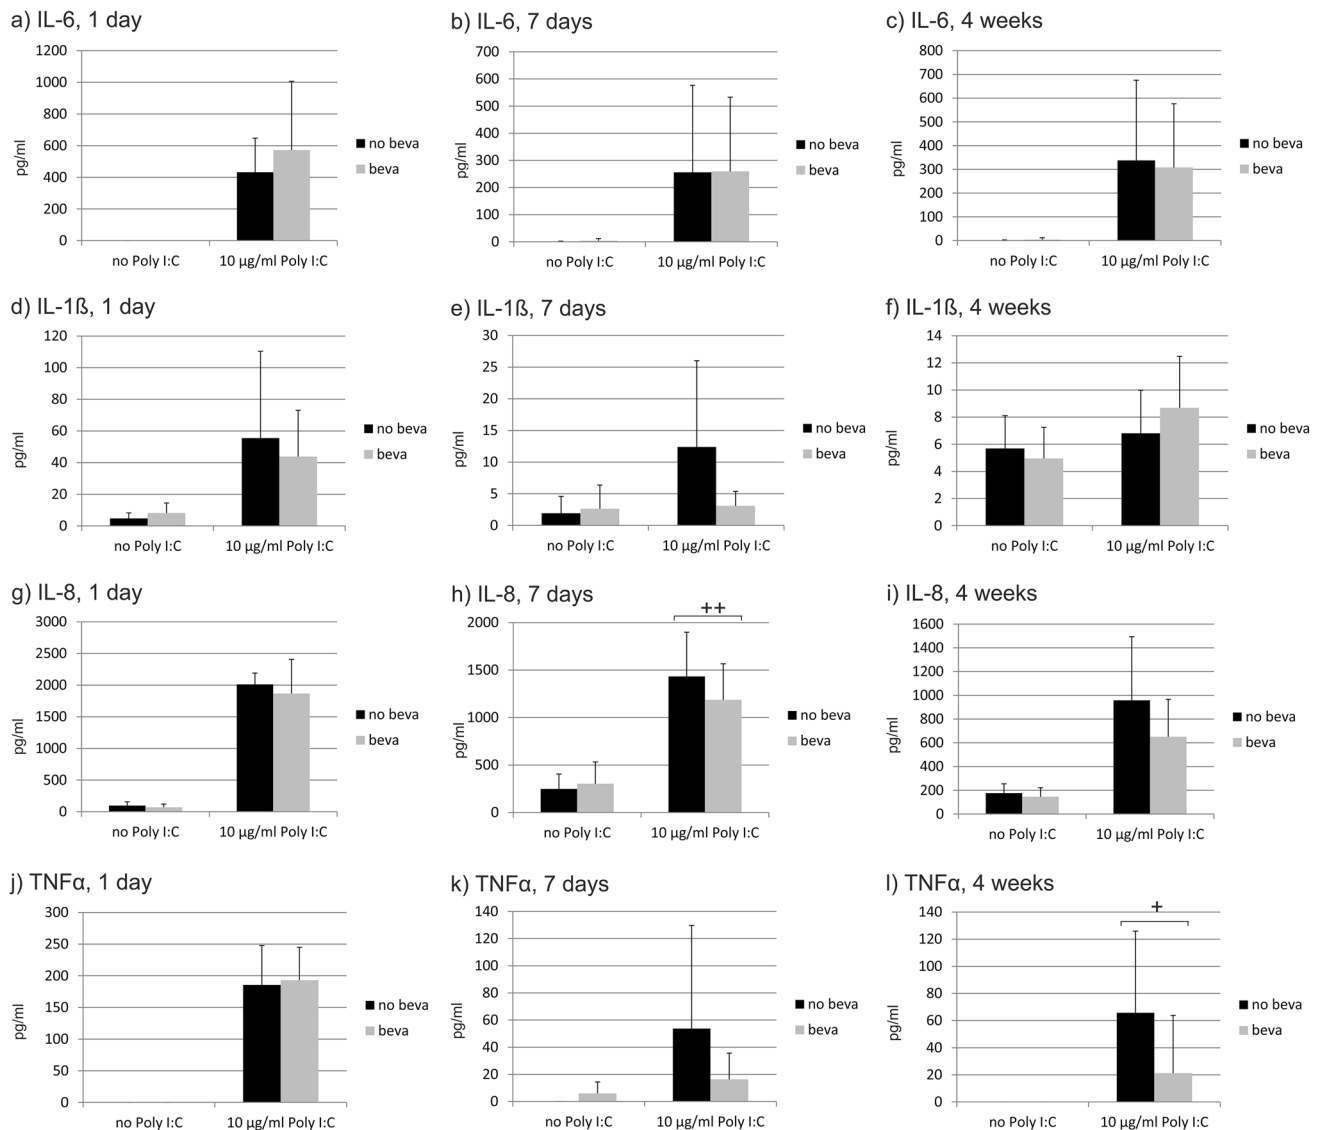 a) IL-6, 1 day
1200
1000
800
600
400
200
0
pg/ml
no Poly I:C
10 µg/ml Poly I:C
no beva
beva
b) IL-6, 7 days
700
600
500
400
300
200
100
0
pg/ml
no Poly I:C
10 µg/ml Poly I:C
no beva
beva
c) IL-6, 4 weeks
800
700
600
500
400
300
200
100
0
pg/ml
no Poly I:C
10 µg/ml Poly I:C
no beva
beva
d) IL-1ß, 1 day
120
100
80
60
40
20
0
pg/ml
no Poly I:C
10 µg/ml Poly I:C
no beva
beva
e) IL-1ß, 7 days
30
25
20
15
10
5
0
pg/ml
no Poly I:C
10 µg/ml Poly I:C
no beva
beva
f) IL-1ß, 4 weeks
14
12
10
8
6
4
2
0
pg/ml
no Poly I:C
10 µg/ml Poly I:C
no beva
beva
g) IL-8, 1 day
3000
2500
2000
1500
1000
500
0
pg/ml
no Poly I:C
10 µg/ml Poly I:C
no beva
beva
h) IL-8, 7 days
++
2000
1500
1000
500
0
pg/ml
no Poly I:C
10 µg/ml Poly I:C
no beva
beva
i) IL-8, 4 weeks
1600
1400
1200
1000
800
600
400
200
0
pg/ml
no Poly I:C
10 µg/ml Poly I:C
no beva
beva
j) TNFα, 1 day
300
250
200
150
100
50
0
pg/ml
no Poly I:C
10 µg/ml Poly I:C
no beva
beva
k) TNFα, 7 days
140
120
100
80
60
40
20
0
pg/ml
no Poly I:C
10 µg/ml Poly I:C
no beva
beva
l) TNFα, 4 weeks
+
140
120
100
80
60
40
20
0
pg/ml
no Poly I:C
10 µg/ml Poly I:C
no beva
beva